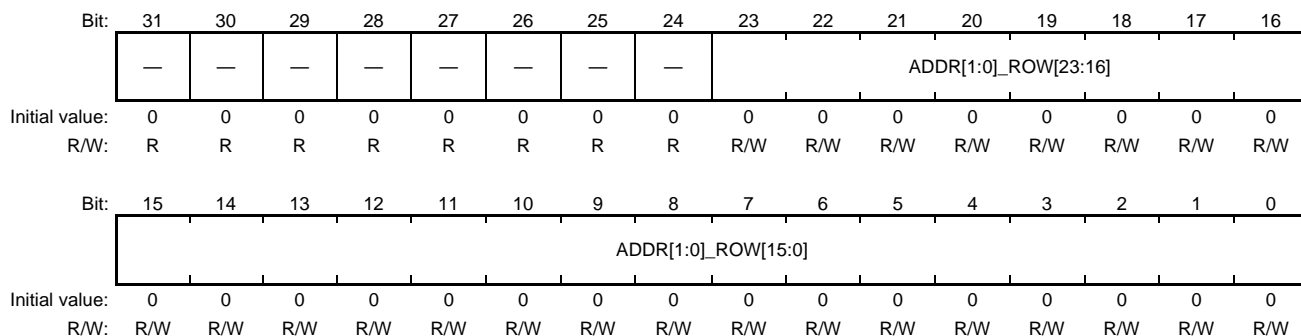 Bit: 31 30 29 28 27 26 25 24 23 22 21 20 19 18 17 16
— — — — — — — — ADDR[1:0]_ROW[23:16]
Initial value: 0 0 0 0 0 0 0 0 0 0 0 0 0 0 0 0
R/W: R R R R R R R R R/W R/W R/W R/W R/W R/W R/W R/W
Bit: 15 14 13 12 11 10 9 8 7 6 5 4 3 2 1 0
ADDR[1:0]_ROW[15:0]
Initial value: 0 0 0 0 0 0 0 0 0 0 0 0 0 0 0 0
R/W: R/W R/W R/W R/W R/W R/W R/W R/W R/W R/W R/W R/W R/W R/W R/W R/W